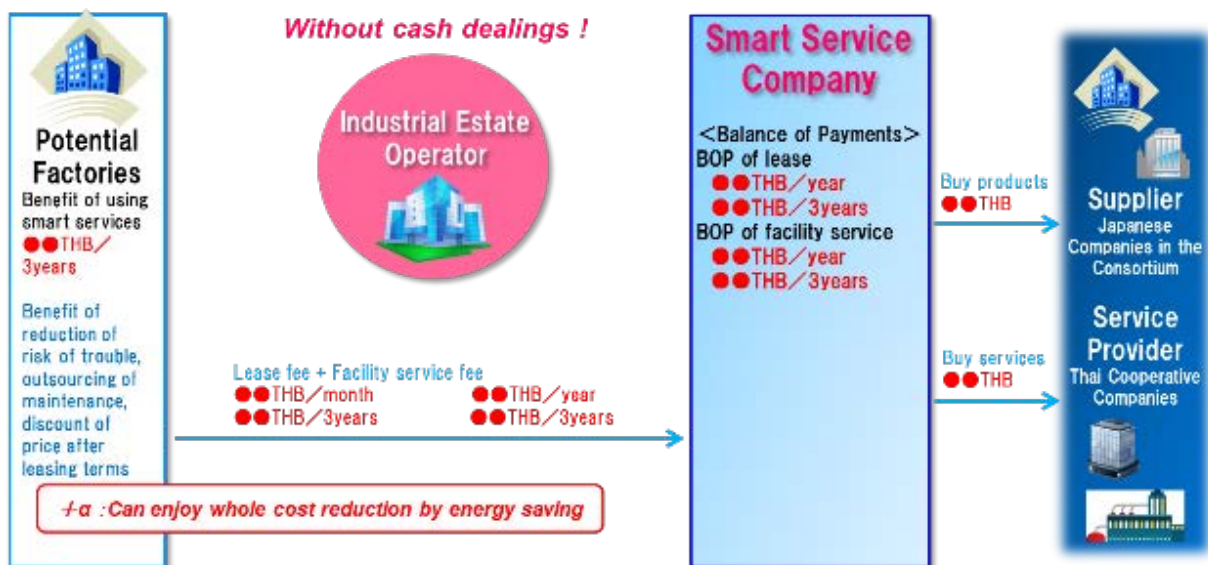 Potential
Factories
Benefit of using
smart services
●●THB／
3years
Benefit of
reduction of
risk of trouble,
outsourcing of
maintenance,
discount of
price after
leasing terms
Without cash dealings !
Industrial Estate
Operator
Lease fee + Facility service fee
●●THB／month ●●THB／year
●●THB／3years ●●THB／3years
+α :Can enjoy whole cost reduction by energy saving
Smart Service
Company
<Balance of Payments>
BOP of lease
●●THB／year
●●THB／3years
BOP of facility service
●●THB／year
●●THB／3years
Buy products
●●THB
Buy services
●●THB
Supplier
Japanese
Companies in the
Consortium
Service
Provider
Thai Cooperative
Companies